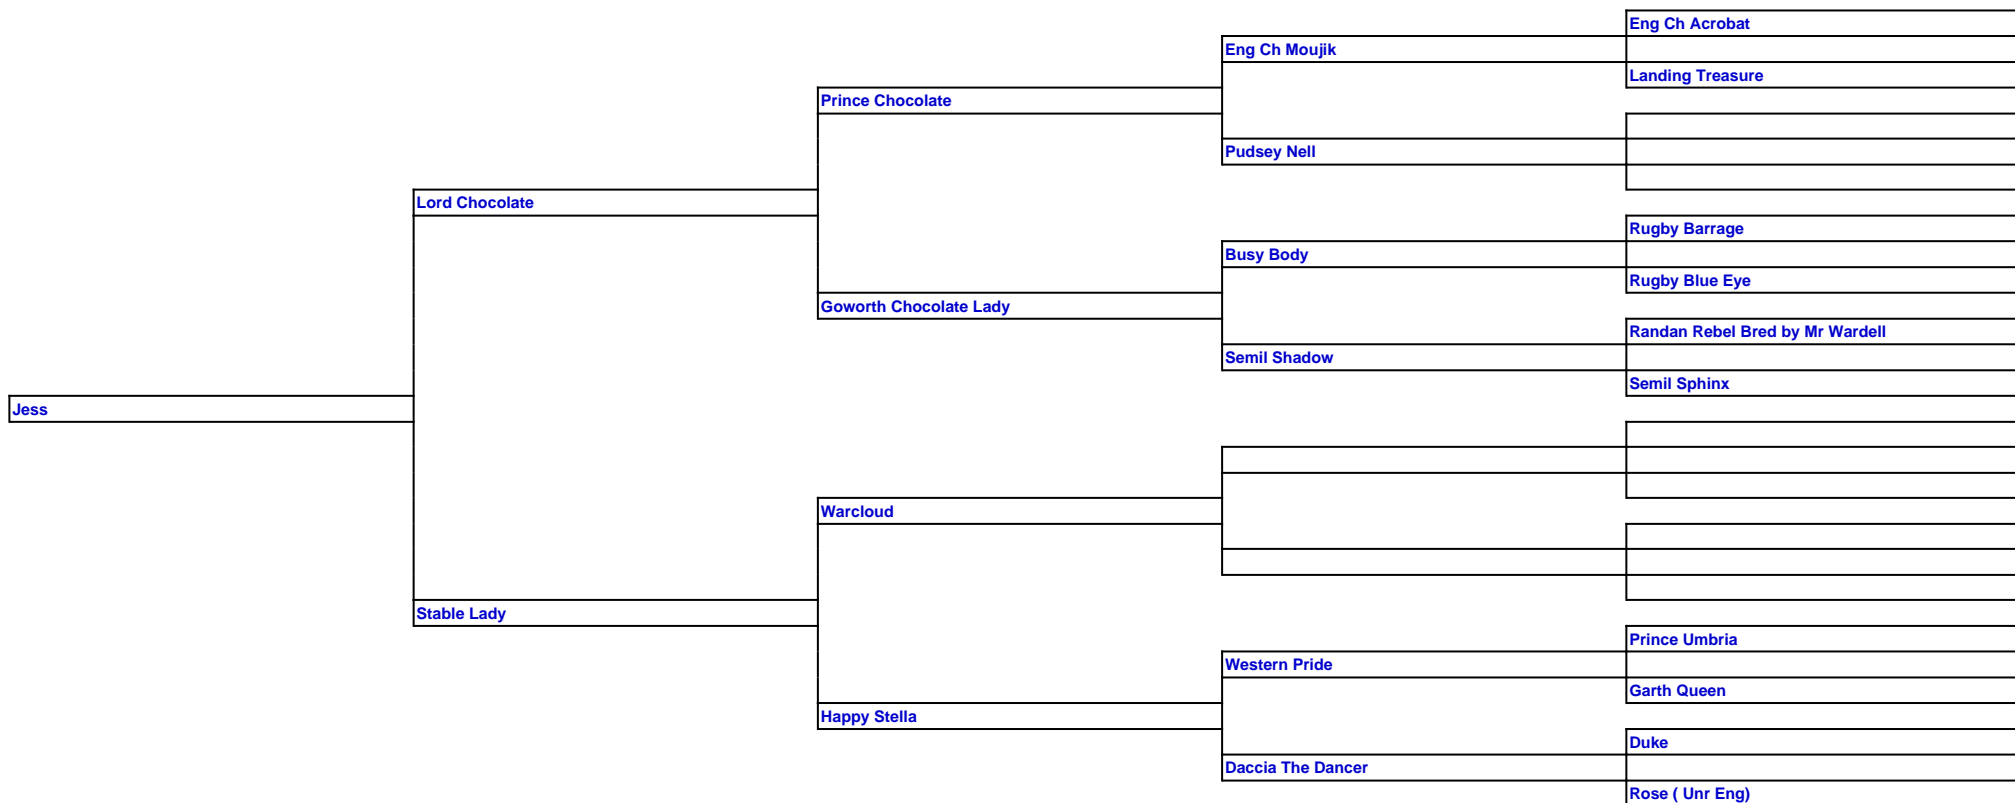 Eng Ch Acrobat
Eng Ch Moujik
Landing Treasure
Prince Chocolate
Pudsey Nell
Lord Chocolate
Rugby Barrage
Busy Body
Rugby Blue Eye
Goworth Chocolate Lady
Randan Rebel Bred by Mr Wardell
Semil Shadow
Semil Sphinx
Jess
Warcloud
Stable Lady
Prince Umbria
Western Pride
Garth Queen
Happy Stella
Duke
Daccia The Dancer
Rose ( Unr Eng)